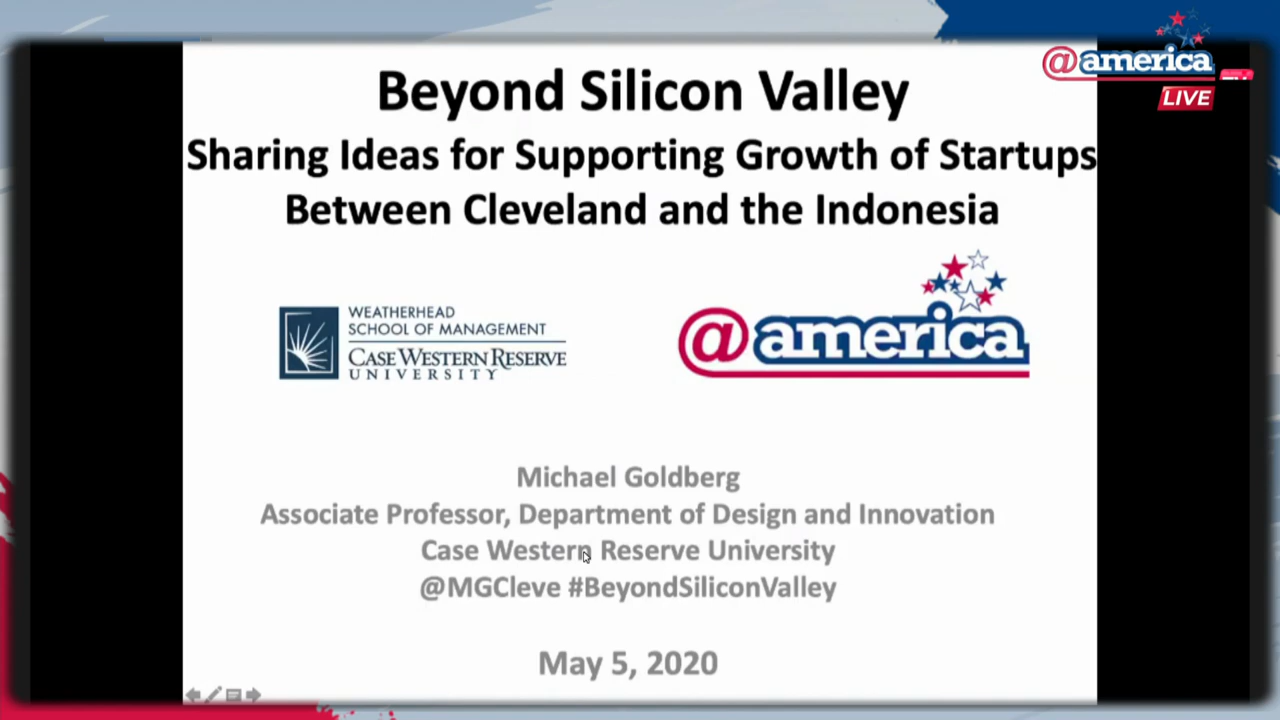 @america
LIVE
Beyond Silicon Valley
Sharing Ideas for Supporting Growth of Startups
Between Cleveland and the Indonesia
WEATHERHEAD
SCHOOL OF MANAGEMENT
CASE WESTERN RESERVE
UNIVERSITY
@america
Michael Goldberg
Associate Professor, Department of Design and Innovation
Case Western Reserve University
@MGCleve #BeyondSiliconValley
May 5, 2020